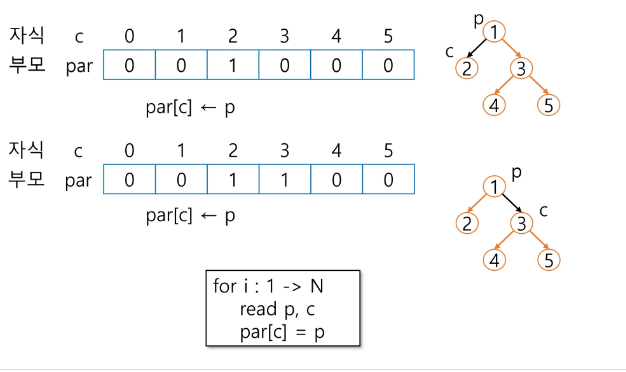 자식 c 0 1 2 3 4 5
부모 par 0 0 1 0 0 0
par[c] ← p
p
1
c
2 3
4 5
자식 c 0 1 2 3 4 5
부모 par 0 0 1 1 0 0
par[c] ← p
p
1
c
2 3
4 5
for i : 1 -> N
read p, c
par[c] = p